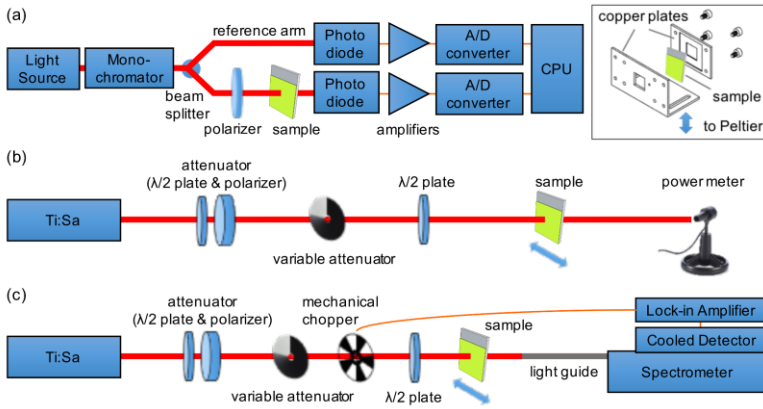 (a)
reference arm
Light
Source
Mono-
chromator
beam
splitter
polarizer
sample
Photo
diode
Photo
diode
amplifiers
A/D
converter
A/D
converter
CPU
copper plates
sample
to Peltier
(b)
Ti:Sa
attenuator
(λ/2 plate & polarizer)
variable attenuator
λ/2 plate
sample
power meter
(c)
Ti:Sa
attenuator
(λ/2 plate & polarizer)
variable attenuator
mechanical
chopper
λ/2 plate
sample
light guide
Lock-in Amplifier
Cooled Detector
Spectrometer